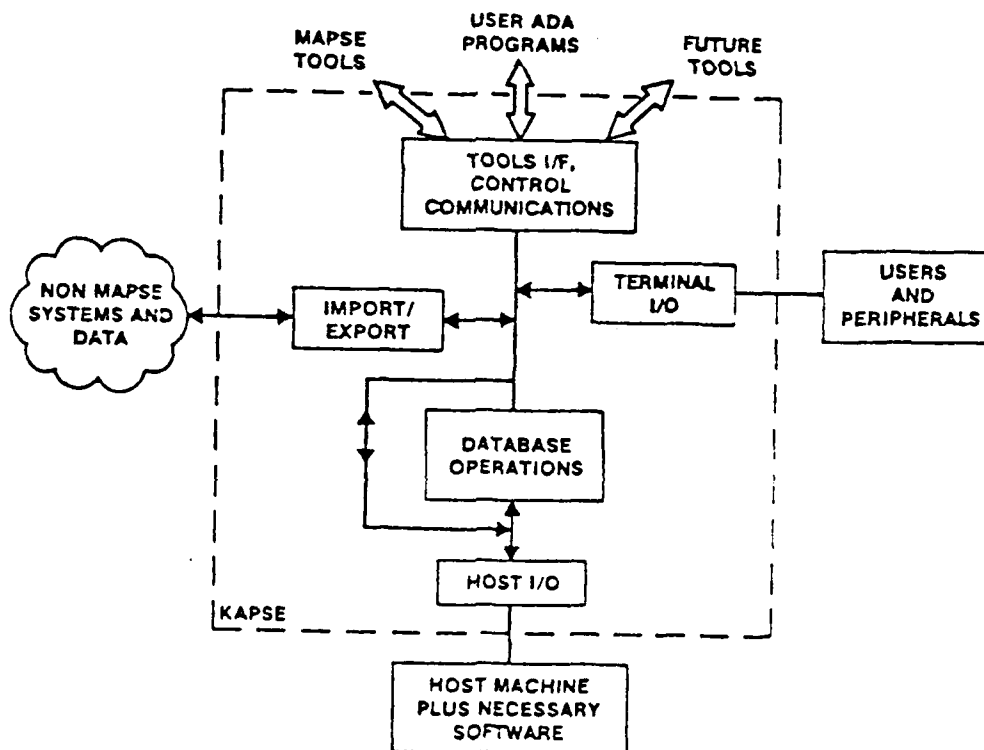 MAPSE
TOOLS
USER ADA
PROGRAMS
FUTURE
TOOLS
TOOLS I/F,
CONTROL
COMMUNICATIONS
NON MAPSE
SYSTEMS AND
DATA
IMPORT/
EXPORT
TERMINAL
I/O
USERS
AND
PERIPHERALS
DATABASE
OPERATIONS
HOST I/O
KAPSE
HOST MACHINE
PLUS NECESSARY
SOFTWARE